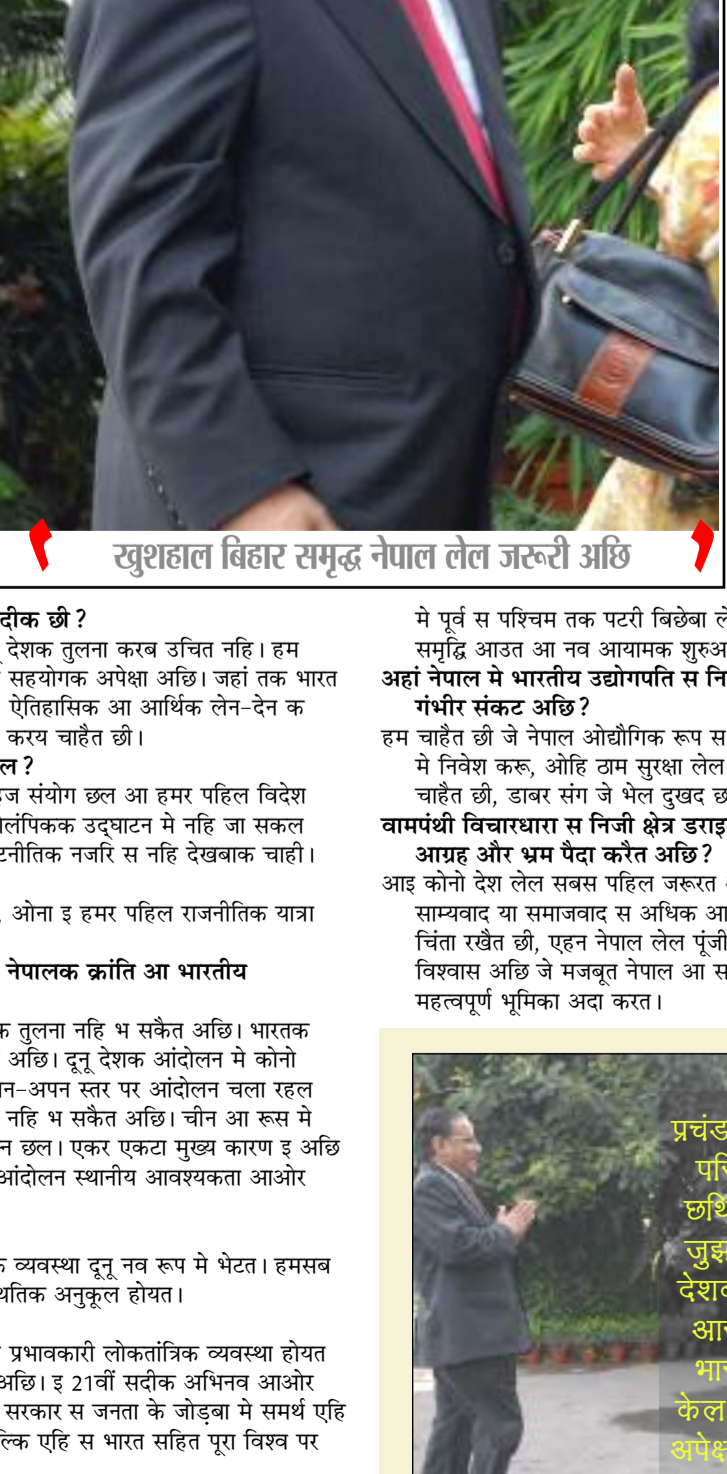 खुशहाल बिहार समृद्ध नेपाल लेल जरूरी अछि
दीक छी?
देशक तुलना करब उचित नहि। हम
सहयोगक अपेक्षा अछि। जहां तक भारत
ऐतिहासिक आ आर्थिक लेन-देन क
करय चाहैत छी।
ल?
ज संयोग छल आ हमर पहिल विदेश
लंपिकक उद्घाटन मे नहि जा सकल
टनीतिक नजरि स नहि देखबाक चाही।
ओना इ हमर पहिल राजनीतिक यात्रा
नेपालक क्रांति आ भारतीय
क तुलना नहि भ सकैत अछि। भारतक
अछि। दूनू देशक आंदोलन मे कोनो
न-अपन स्तर पर आंदोलन चला रहल
नहि भ सकैत अछि। चीन आ रूस मे
न छल। एकर एकटा मुख्य कारण इ अछि
आंदोलन स्थानीय आवश्यकता आओर
क व्यवस्था दूनू नव रूप मे भेटत। हमसब
थतिक अनुकूल होयत।
प्रभावकारी लोकतांत्रिक व्यवस्था होयत
अछि। इ 21वीं सदीक अभिनव आओर
सरकार स जनता के जोड़बा मे समर्थ एहि
ल्कि एहि स भारत सहित पूरा विश्व पर
मे पूर्व स पश्चिम तक पटरी बिछेबा ले
समृद्धि आउत आ नव आयामक शुरुअ
अहां नेपाल मे भारतीय उद्योगपति स नि
गंभीर संकट अछि?
हम चाहैत छी जे नेपाल ओद्यौगिक रूप स
मे निवेश करू, ओहि ठाम सुरक्षा लेल
चाहैत छी, डाबर संग जे भेल दुखद छ
वामपंथी विचारधारा स निजी क्षेत्र डराइ
आग्रह और भ्रम पैदा करैत अछि?
आइ कोनो देश लेल सबस पहिल जरूरत
साम्यवाद या समाजवाद स अधिक आ
चिंता रखैत छी, एहन नेपाल लेल पूंजी
विश्वास अछि जे मजबूत नेपाल आ स
महत्वपूर्ण भूमिका अदा करत।
प्रचंड
परि
छथि
जुझ
देशव
आर
भार
केल
अपेक्ष